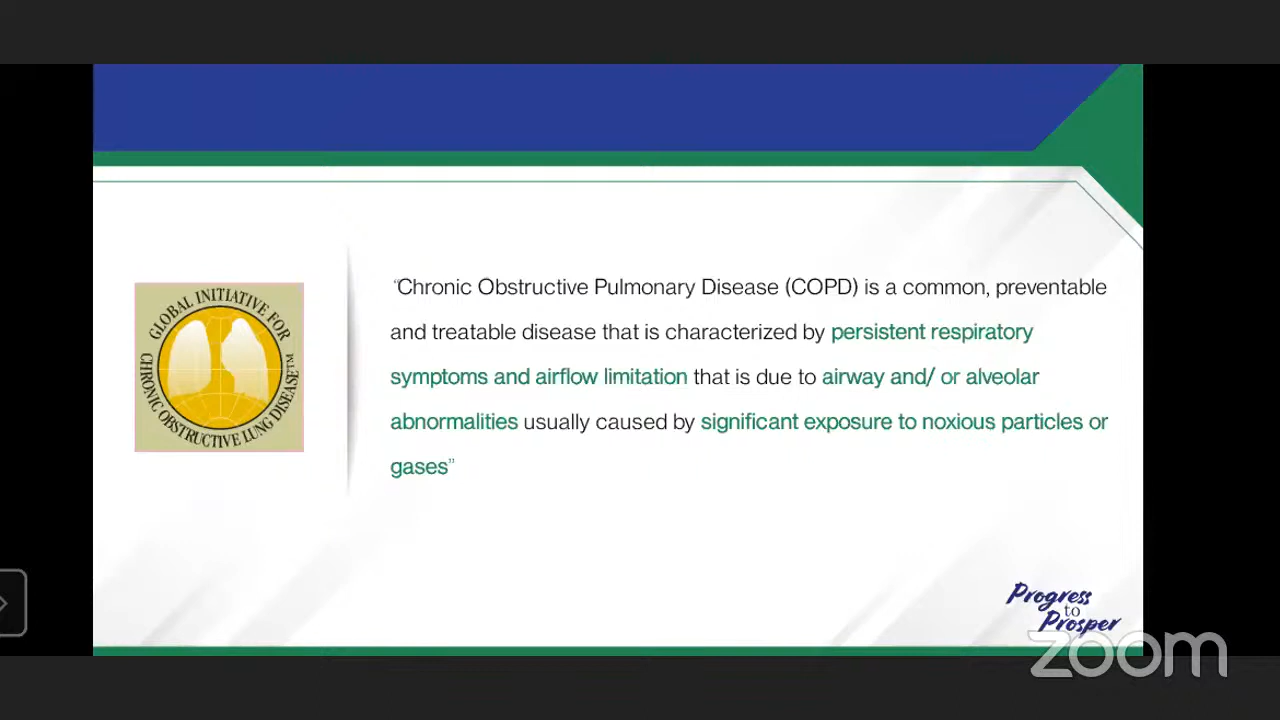 GLOBAL INITIATIVE FOR
CHRONIC OBSTRUCTIVE LUNG DISEASE™
“Chronic Obstructive Pulmonary Disease (COPD) is a common, preventable
and treatable disease that is characterized by persistent respiratory
symptoms and airflow limitation that is due to airway and/ or alveolar
abnormalities usually caused by significant exposure to noxious particles or
gases”
Progress
to
Prosper
zoom